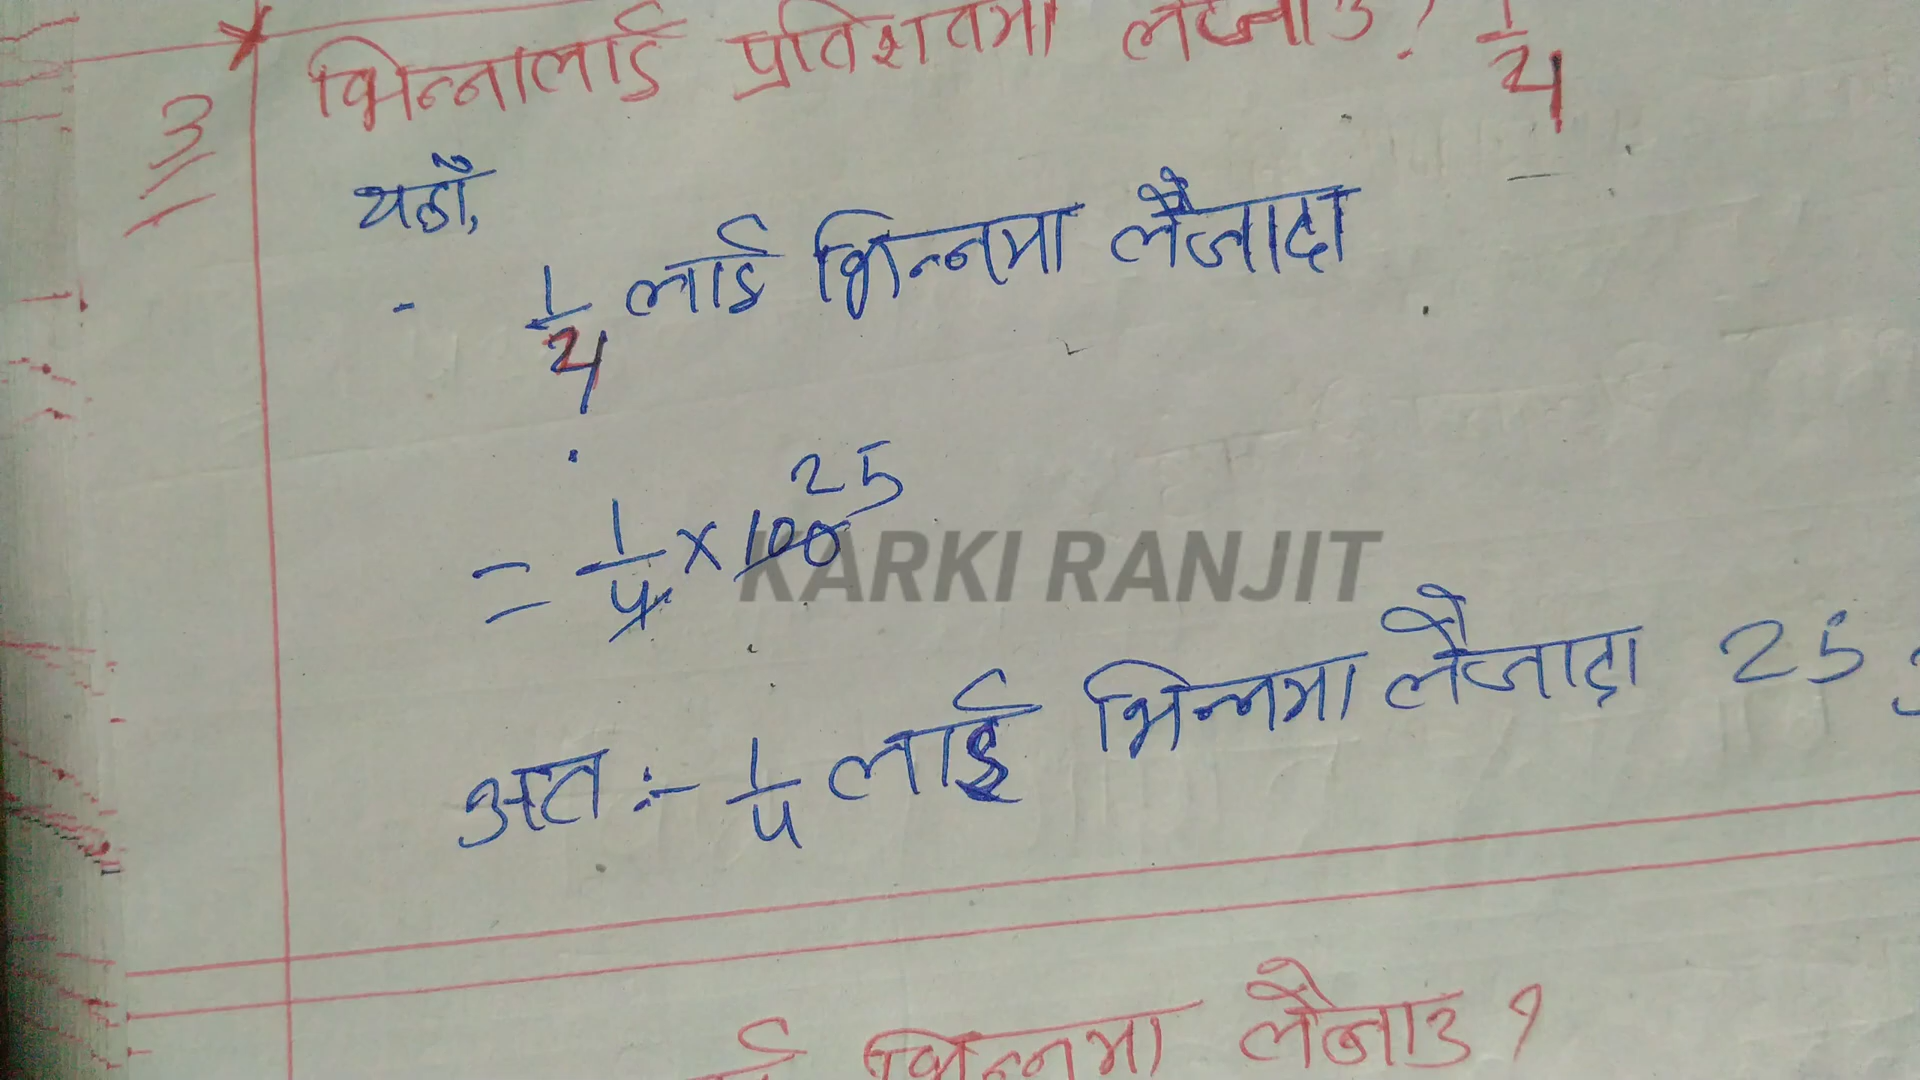 3 भिन्नालाई प्रतिशतमा लैजाउ? 1/4
यहाँ,
- 1/4 लाई भिन्नमा लैजादा
= 1/4 × 100 25
KARKI RANJIT
अत :- 1/4 लाई भिन्नमा लैजादा 25
भिन्नमा लैजाउ ?